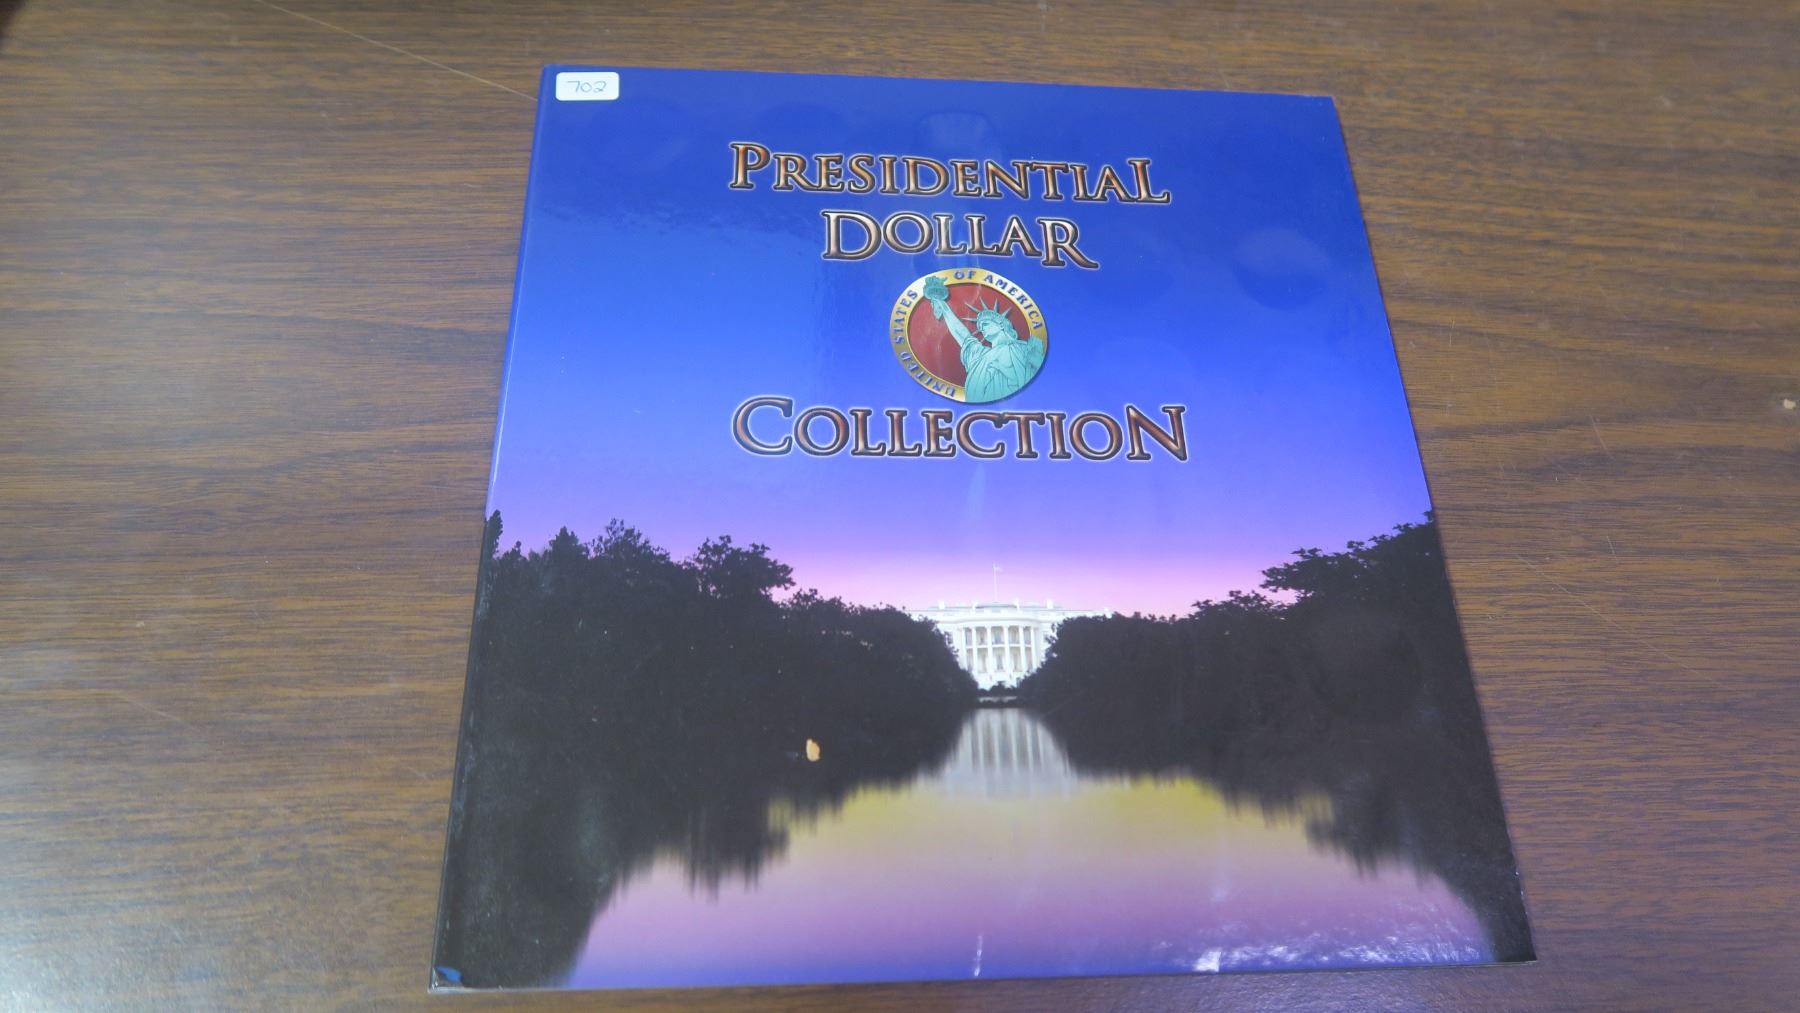 702
PRESIDENTIAL
DOLLAR
UNITED STATES OF AMERICA
COLLECTION